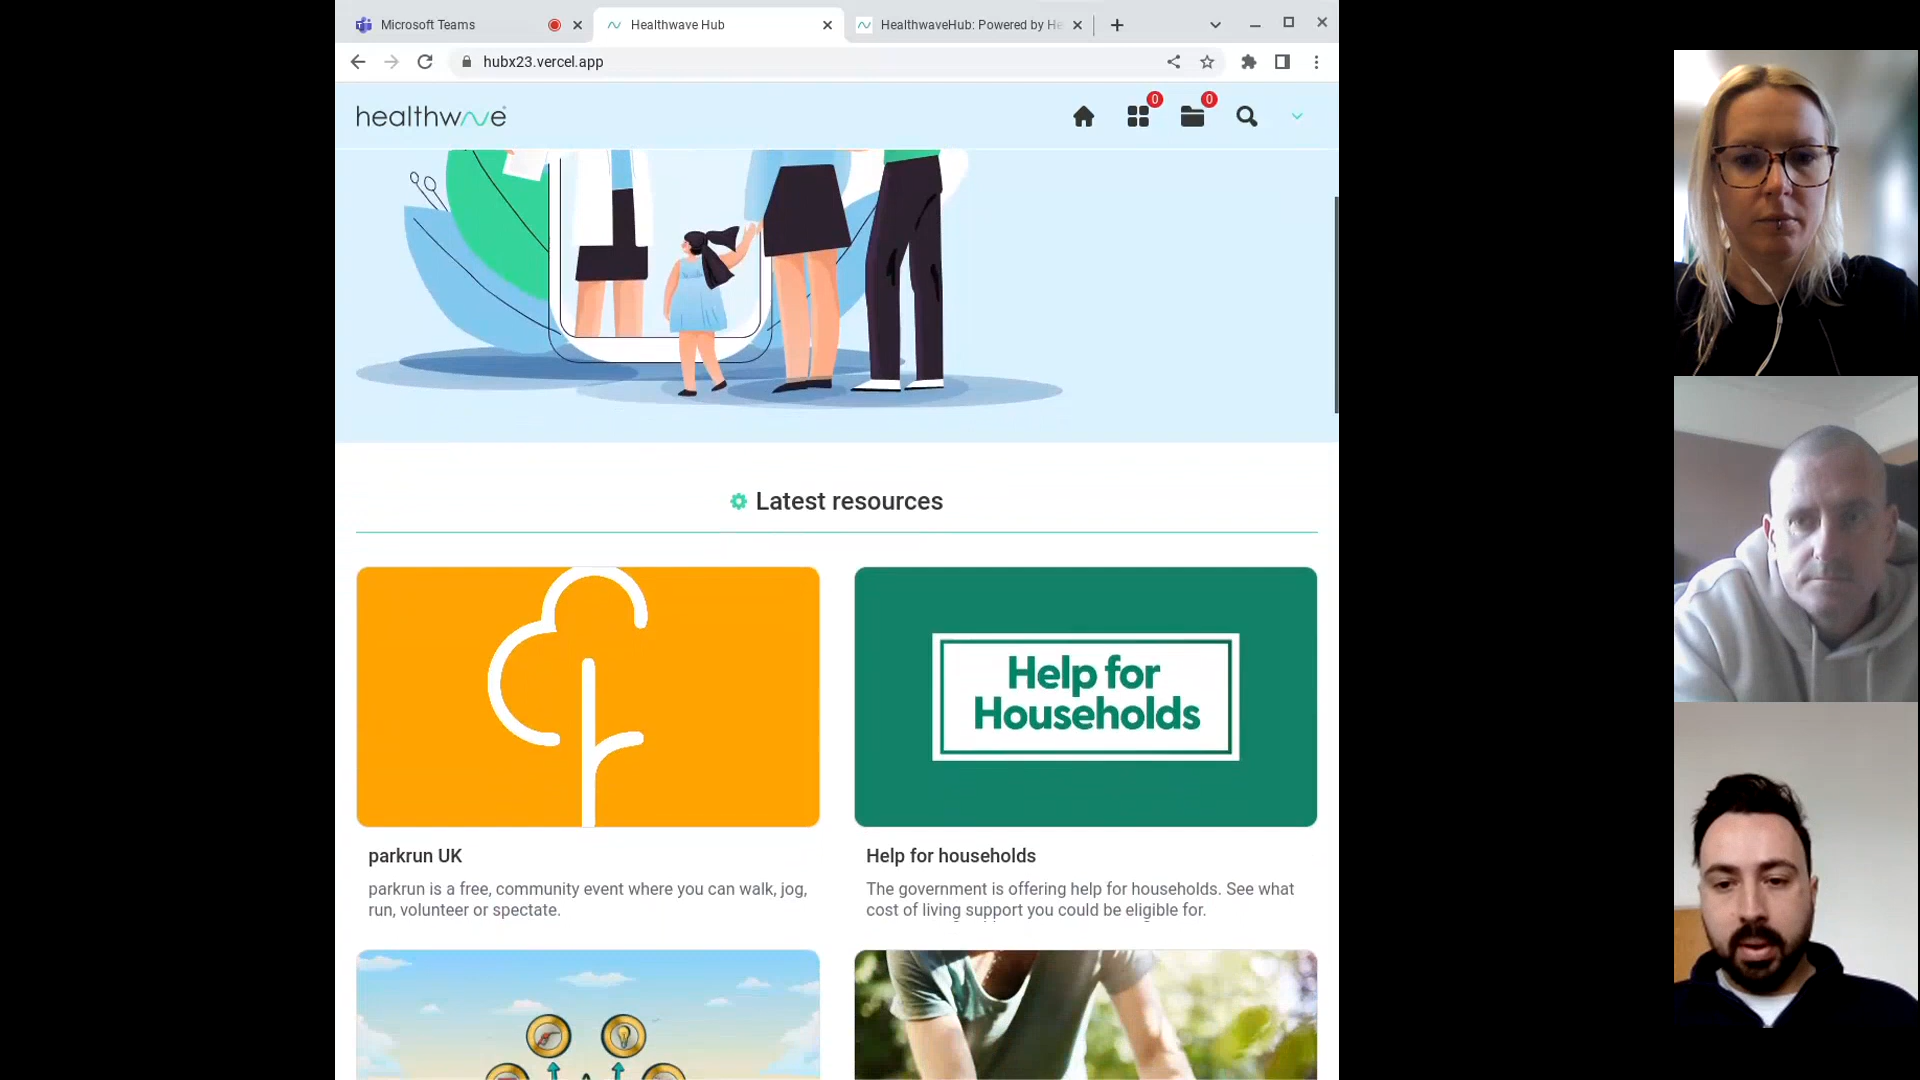 Microsoft Teams
Healthwave Hub
HealthwaveHub: Powered by He
hubx23.vercel.app
healthwave
0
0
Latest resources
Help for
Households
parkrun UK
parkrun is a free, community event where you can walk, jog,
run, volunteer or spectate.
Help for households
The government is offering help for households. See what
cost of living support you could be eligible for.